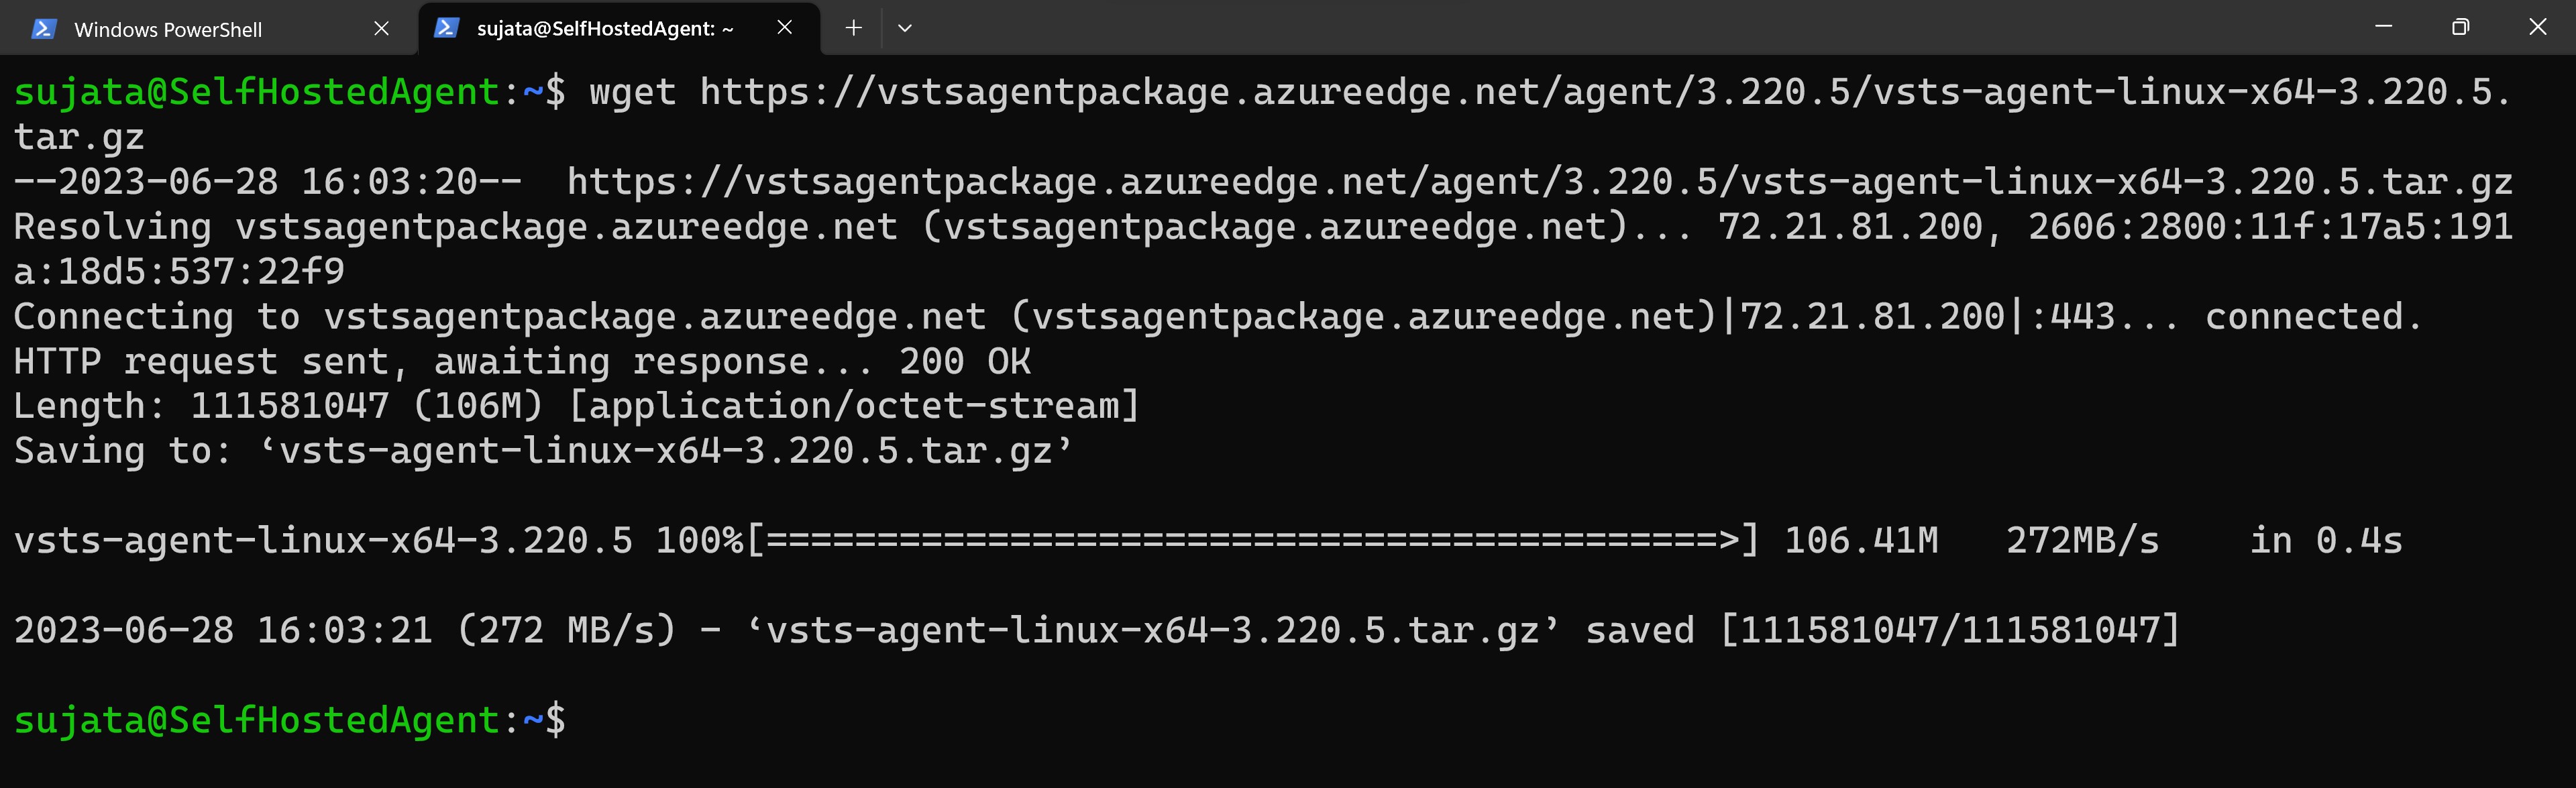 Windows PowerShell
sujata@SelfHostedAgent: ~
sujata@SelfHostedAgent:~$ wget https://vstsagentpackage.azureedge.net/agent/3.220.5/vsts-agent-linux-x64-3.220.5.
tar.gz
--2023-06-28 16:03:20--  https://vstsagentpackage.azureedge.net/agent/3.220.5/vsts-agent-linux-x64-3.220.5.tar.gz
Resolving vstsagentpackage.azureedge.net (vstsagentpackage.azureedge.net)... 72.21.81.200, 2606:2800:11f:17a5:191
a:18d5:537:22f9
Connecting to vstsagentpackage.azureedge.net (vstsagentpackage.azureedge.net)|72.21.81.200|:443... connected.
HTTP request sent, awaiting response... 200 OK
Length: 111581047 (106M) [application/octet-stream]
Saving to: ‘vsts-agent-linux-x64-3.220.5.tar.gz’
vsts-agent-linux-x64-3.220.5 100%[===========================================>] 106.41M   272MB/s    in 0.4s
2023-06-28 16:03:21 (272 MB/s) - ‘vsts-agent-linux-x64-3.220.5.tar.gz’ saved [111581047/111581047]
sujata@SelfHostedAgent:~$